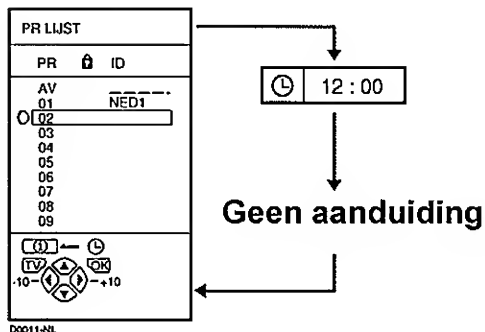 PR LIJST
PR ID
AV
01 NED1
02
03
04
05
06
07
08
09
TV OK
-10 +10
D0011-NL
12 : 00
Geen aanduiding